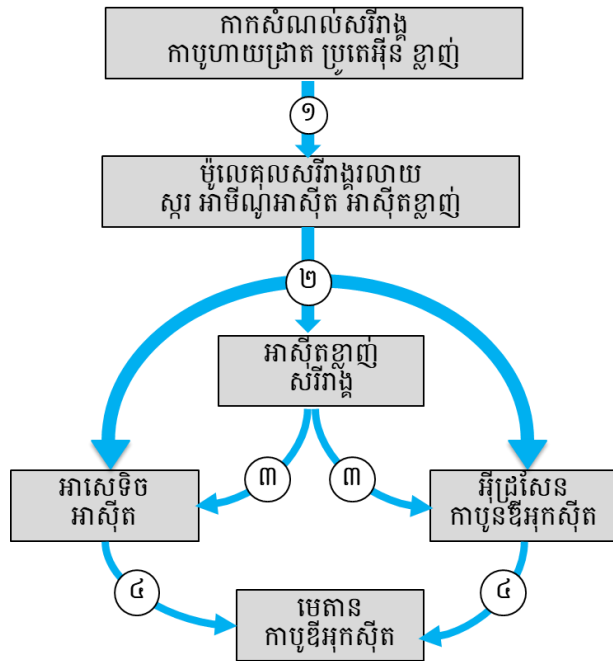 កាកសំណល់សរីរាង្គ
កាបូហាយដ្រាត ប្រូតេអ៊ីន ខ្លាញ់
១
ម៉ូលេគុលសរីរាង្គរលាយ
ស្ករ អាមីណូអាស៊ីត អាស៊ីតខ្លាញ់
២
អាស៊ីតខ្លាញ់
សរីរាង្គ
៣
៣
អាសេទិច
អាស៊ីត
អ៊ីដ្រូសែន
កាបូនឌីអុកស៊ីត
៤
៤
មេតាន
កាបូឌីអុកស៊ីត